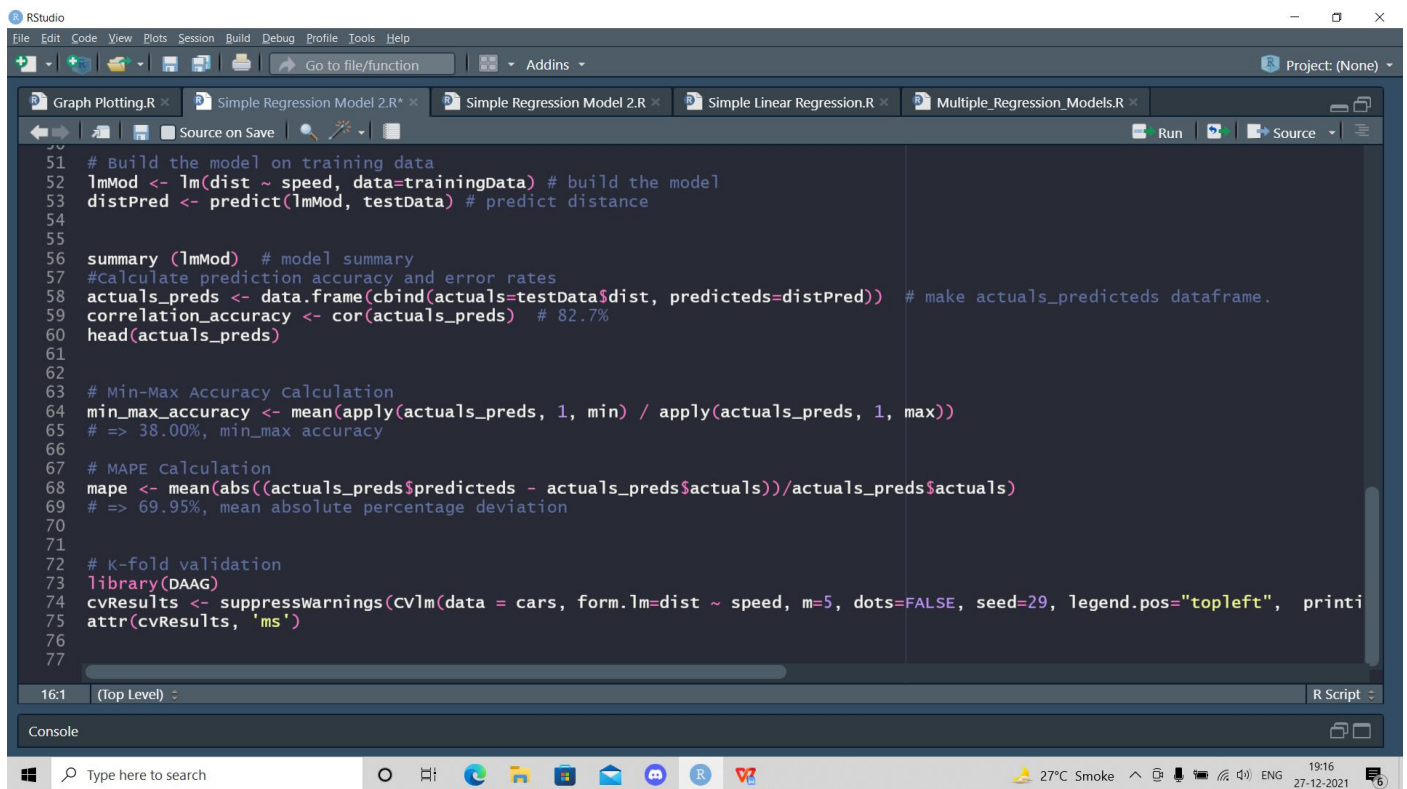 RStudio
File Edit Code View Plots Session Build Debug Profile Tools Help
Go to file/function Addins Project: (None)
Graph Plotting.R Simple Regression Model 2.R* Simple Regression Model 2.R Simple Linear Regression.R Multiple_Regression_Models.R
Source on Save Run Source
50
51 # Build the model on training data
52 lmMod <- lm(dist ~ speed, data=trainingData) # build the model
53 distPred <- predict(lmMod, testData) # predict distance
54
55
56 summary (lmMod)  # model summary
57 #Calculate prediction accuracy and error rates
58 actuals_preds <- data.frame(cbind(actuals=testData$dist, predicteds=distPred))  # make actuals_predicteds dataframe.
59 correlation_accuracy <- cor(actuals_preds)  # 82.7%
60 head(actuals_preds)
61
62
63 # Min-Max Accuracy Calculation
64 min_max_accuracy <- mean(apply(actuals_preds, 1, min) / apply(actuals_preds, 1, max))
65 # => 38.00%, min_max accuracy
66
67 # MAPE Calculation
68 mape <- mean(abs((actuals_preds$predicteds - actuals_preds$actuals))/actuals_preds$actuals)
69 # => 69.95%, mean absolute percentage deviation
70
71
72 # K-fold validation
73 library(DAAG)
74 cvResults <- suppressWarnings(CVlm(data = cars, form.lm=dist ~ speed, m=5, dots=FALSE, seed=29, legend.pos="topleft",  printi
75 attr(cvResults, 'ms')
76
77
16:1 (Top Level) R Script
Console
Type here to search 27°C Smoke ENG 19:16
27-12-2021 6